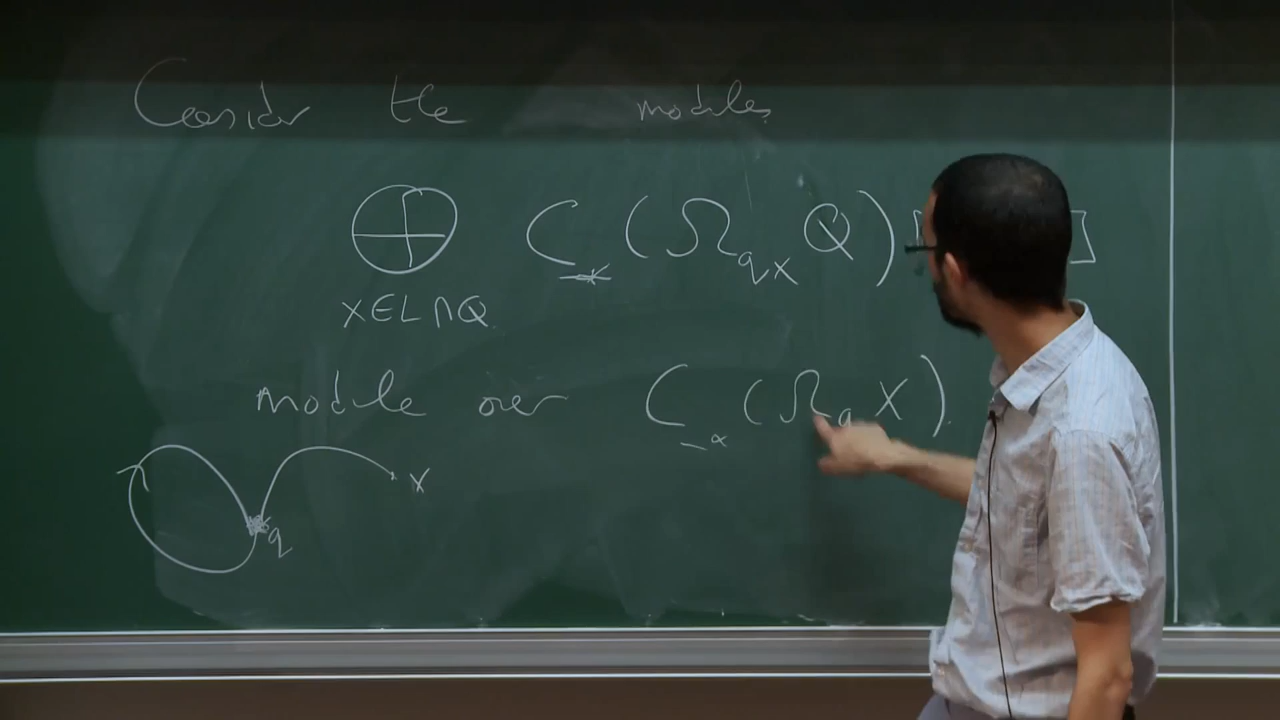 Consider the modules
⊕ C_{-*}(Ω_{q x} Q)[ ]
x∈L∩Q
module over C_{-*}(Ω_q X).
x
q